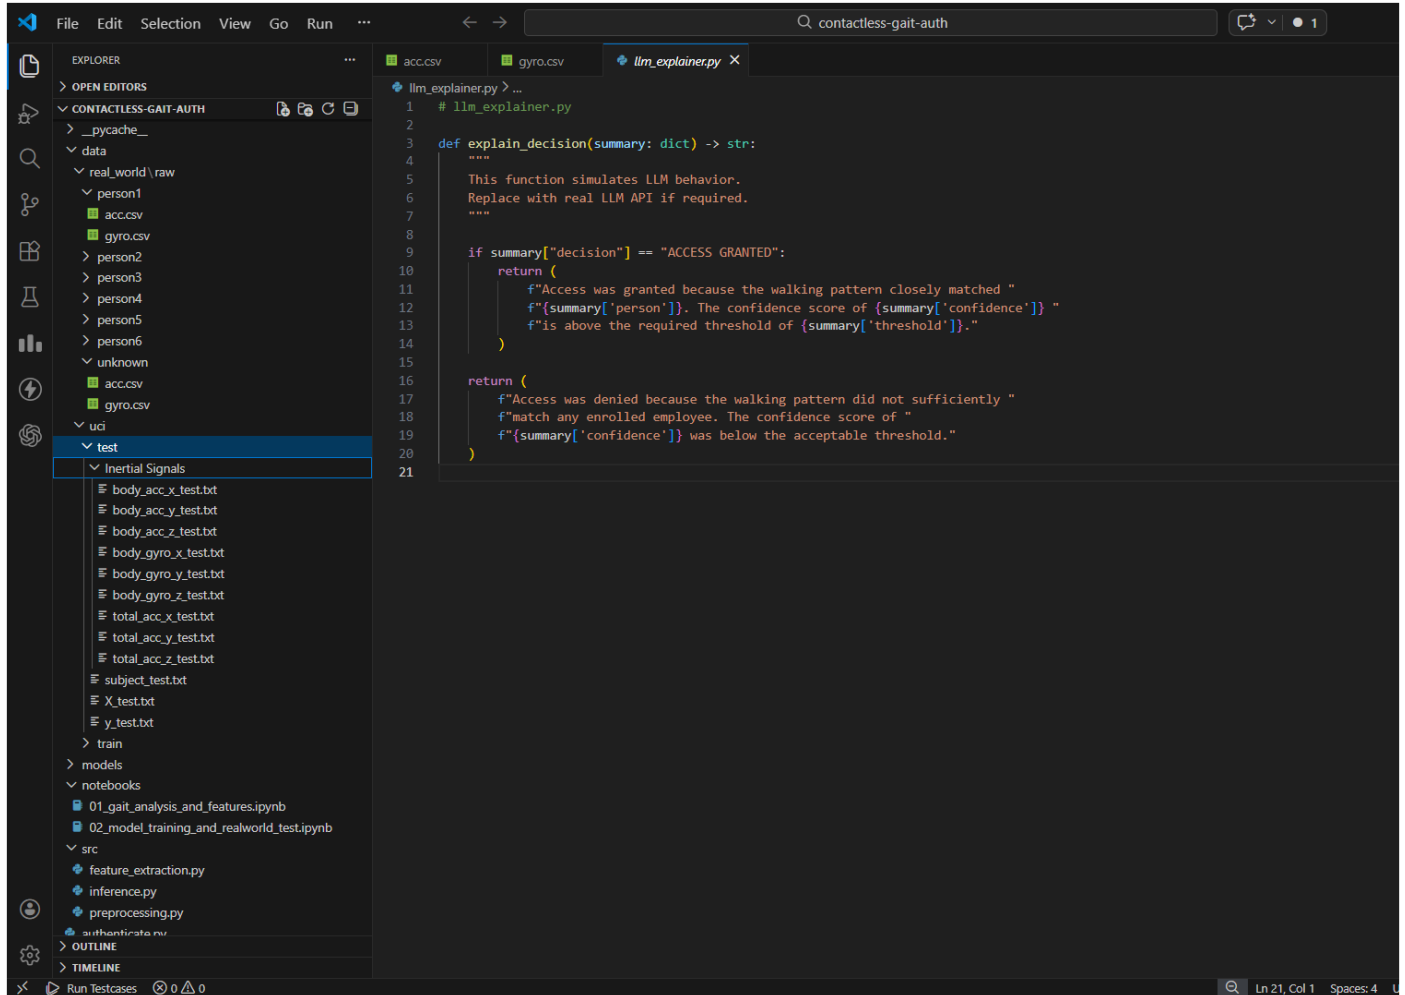 File Edit Selection View Go Run ···
contactless-gait-auth
1
EXPLORER ···
OPEN EDITORS
CONTACTLESS-GAIT-AUTH
__pycache__
data
real_world \ raw
person1
acc.csv
gyro.csv
person2
person3
person4
person5
person6
unknown
acc.csv
gyro.csv
uci
test
Inertial Signals
body_acc_x_test.txt
body_acc_y_test.txt
body_acc_z_test.txt
body_gyro_x_test.txt
body_gyro_y_test.txt
body_gyro_z_test.txt
total_acc_x_test.txt
total_acc_y_test.txt
total_acc_z_test.txt
subject_test.txt
X_test.txt
y_test.txt
train
models
notebooks
01_gait_analysis_and_features.ipynb
02_model_training_and_realworld_test.ipynb
src
feature_extraction.py
inference.py
preprocessing.py
authenticate.py
OUTLINE
TIMELINE
acc.csv gyro.csv llm_explainer.py
llm_explainer.py > ...
1 # llm_explainer.py
2
3 def explain_decision(summary: dict) -> str:
4 """
5 This function simulates LLM behavior.
6 Replace with real LLM API if required.
7 """
8
9 if summary["decision"] == "ACCESS GRANTED":
10 return (
11 f"Access was granted because the walking pattern closely matched "
12 f"{summary['person']}. The confidence score of {summary['confidence']} "
13 f"is above the required threshold of {summary['threshold']}."
14 )
15
16 return (
17 f"Access was denied because the walking pattern did not sufficiently "
18 f"match any enrolled employee. The confidence score of "
19 f"{summary['confidence']} was below the acceptable threshold."
20 )
21
Run Testcases 0 0 Ln 21, Col 1 Spaces: 4 U